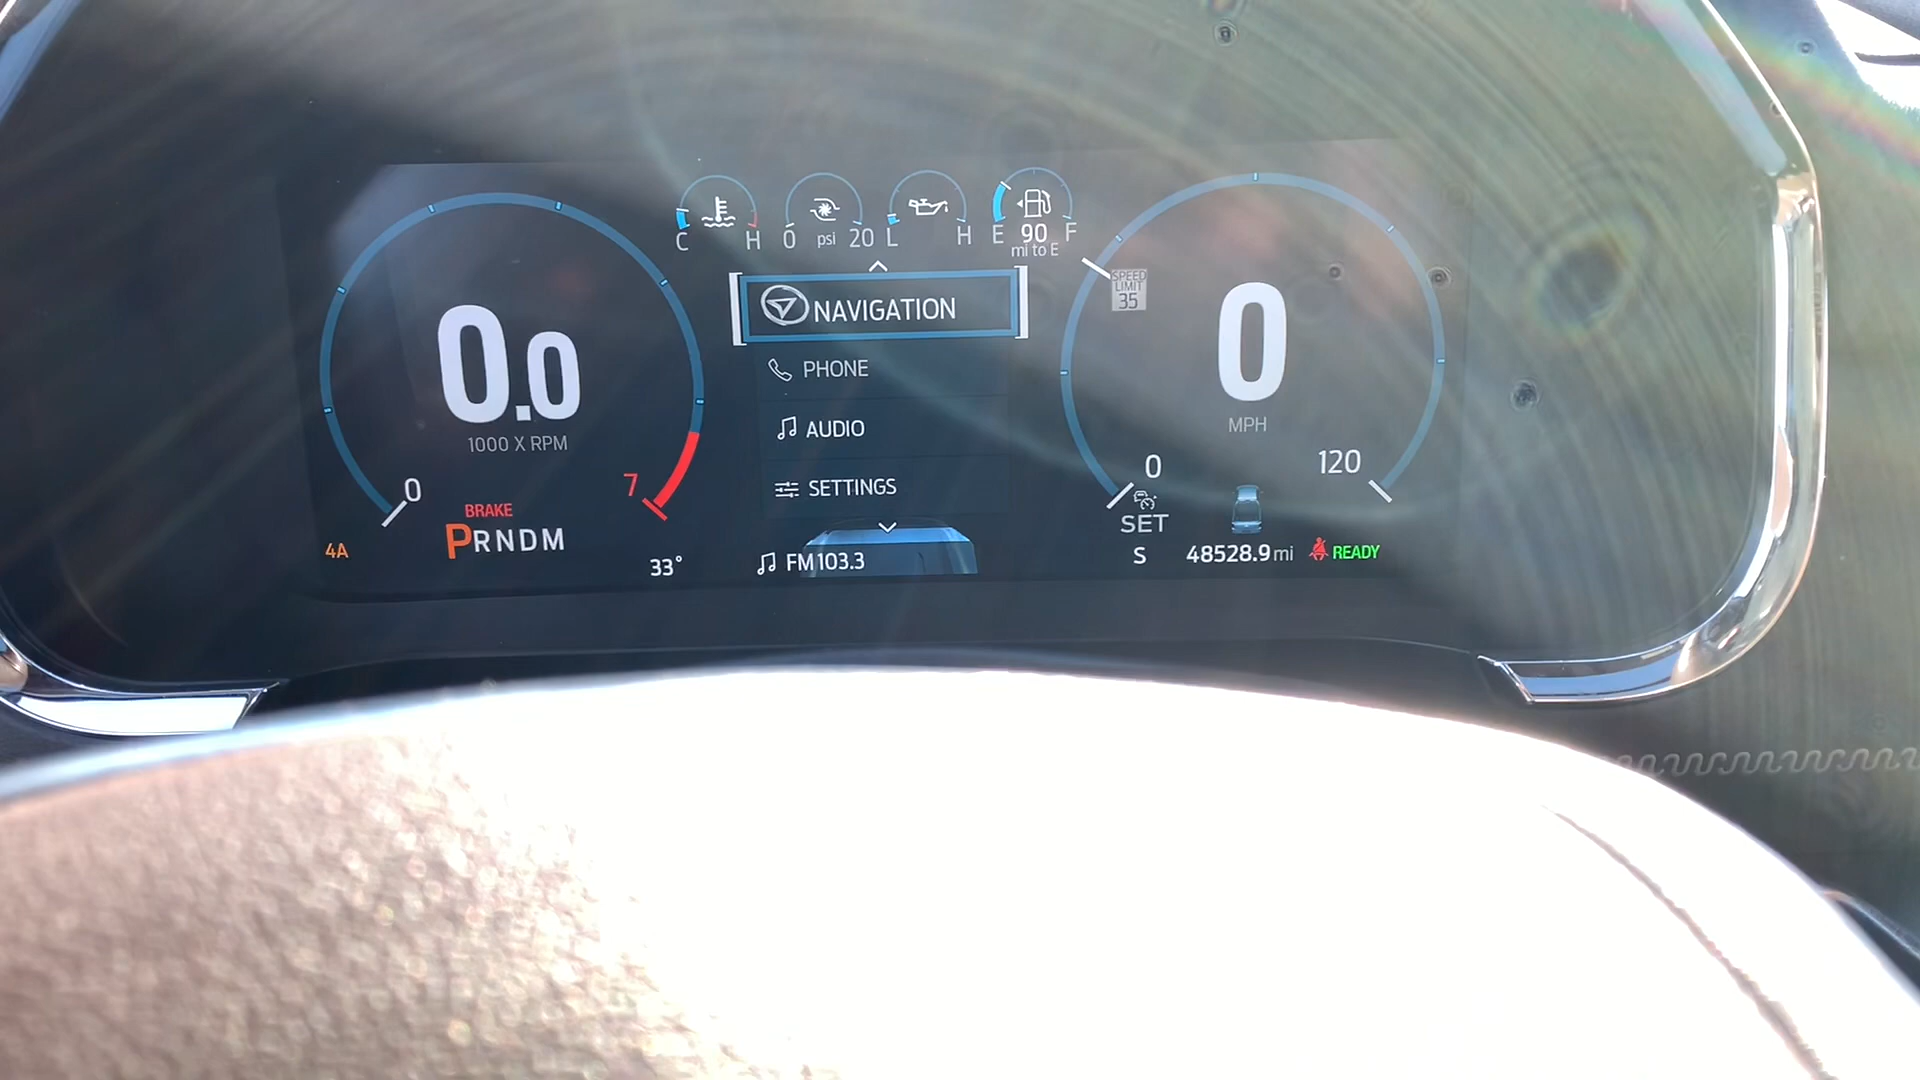 C H
0 psi 20
L H
E 90 F
mi to E
NAVIGATION
PHONE
AUDIO
SETTINGS
FM 103.3
0.0
1000 X RPM
0
7
BRAKE
PRNDM
4A
33°
SPEED
LIMIT
35
0
MPH
0
120
SET
S
48528.9 mi
READY